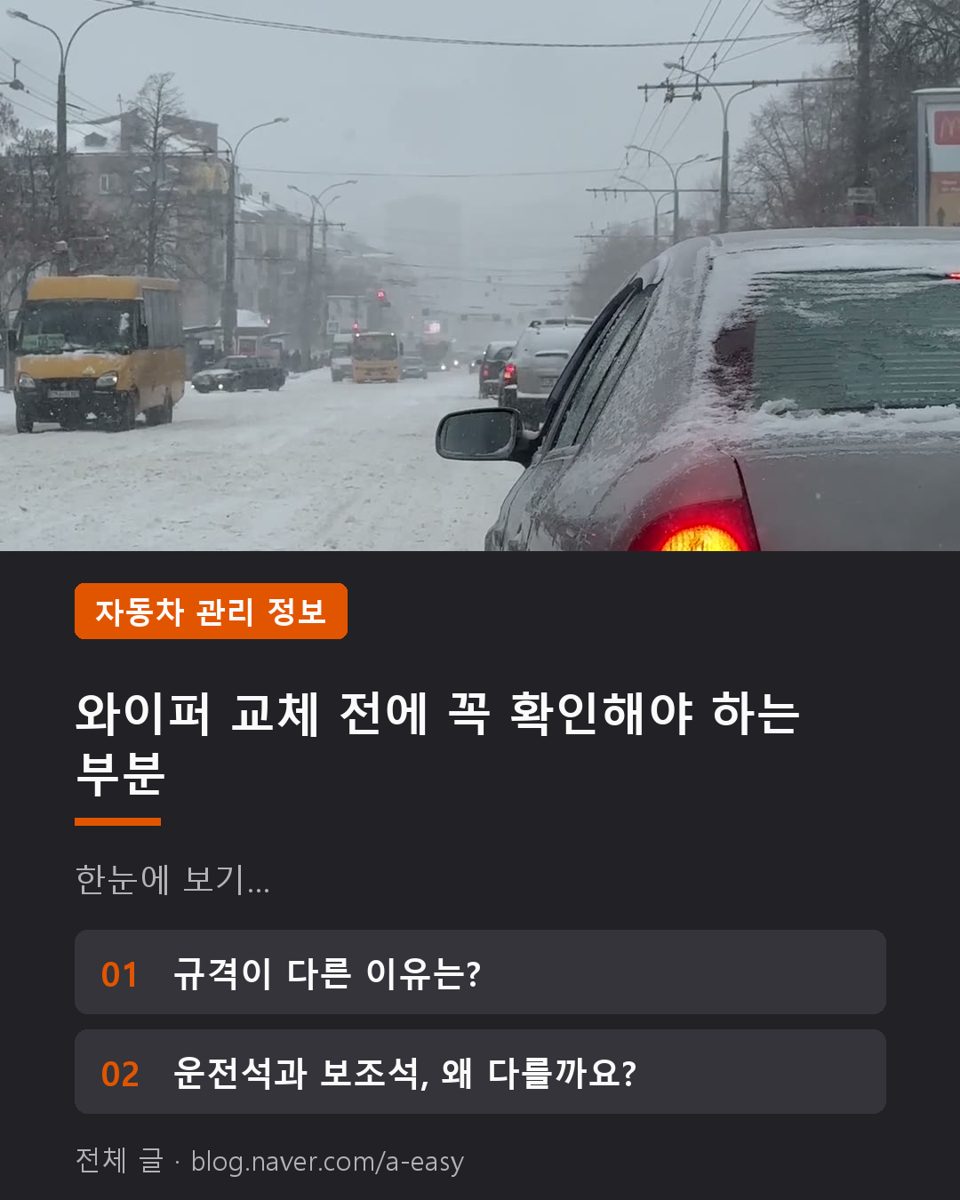 자동차 관리 정보
와이퍼 교체 전에 꼭 확인해야 하는
부분
한눈에 보기...
01 규격이 다른 이유는?
02 운전석과 보조석, 왜 다를까요?
전체 글 · blog.naver.com/a-easy